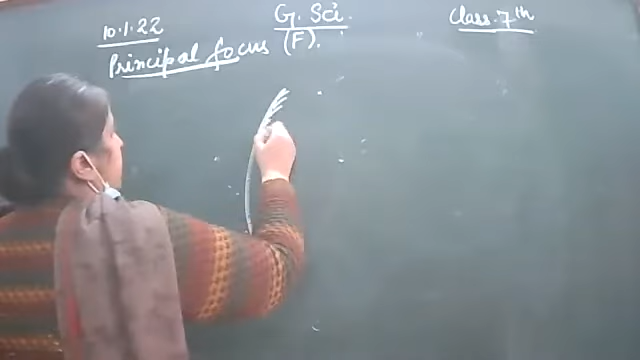 10.1.22
G. Sci.
Class. 7th
Principal focus (F).